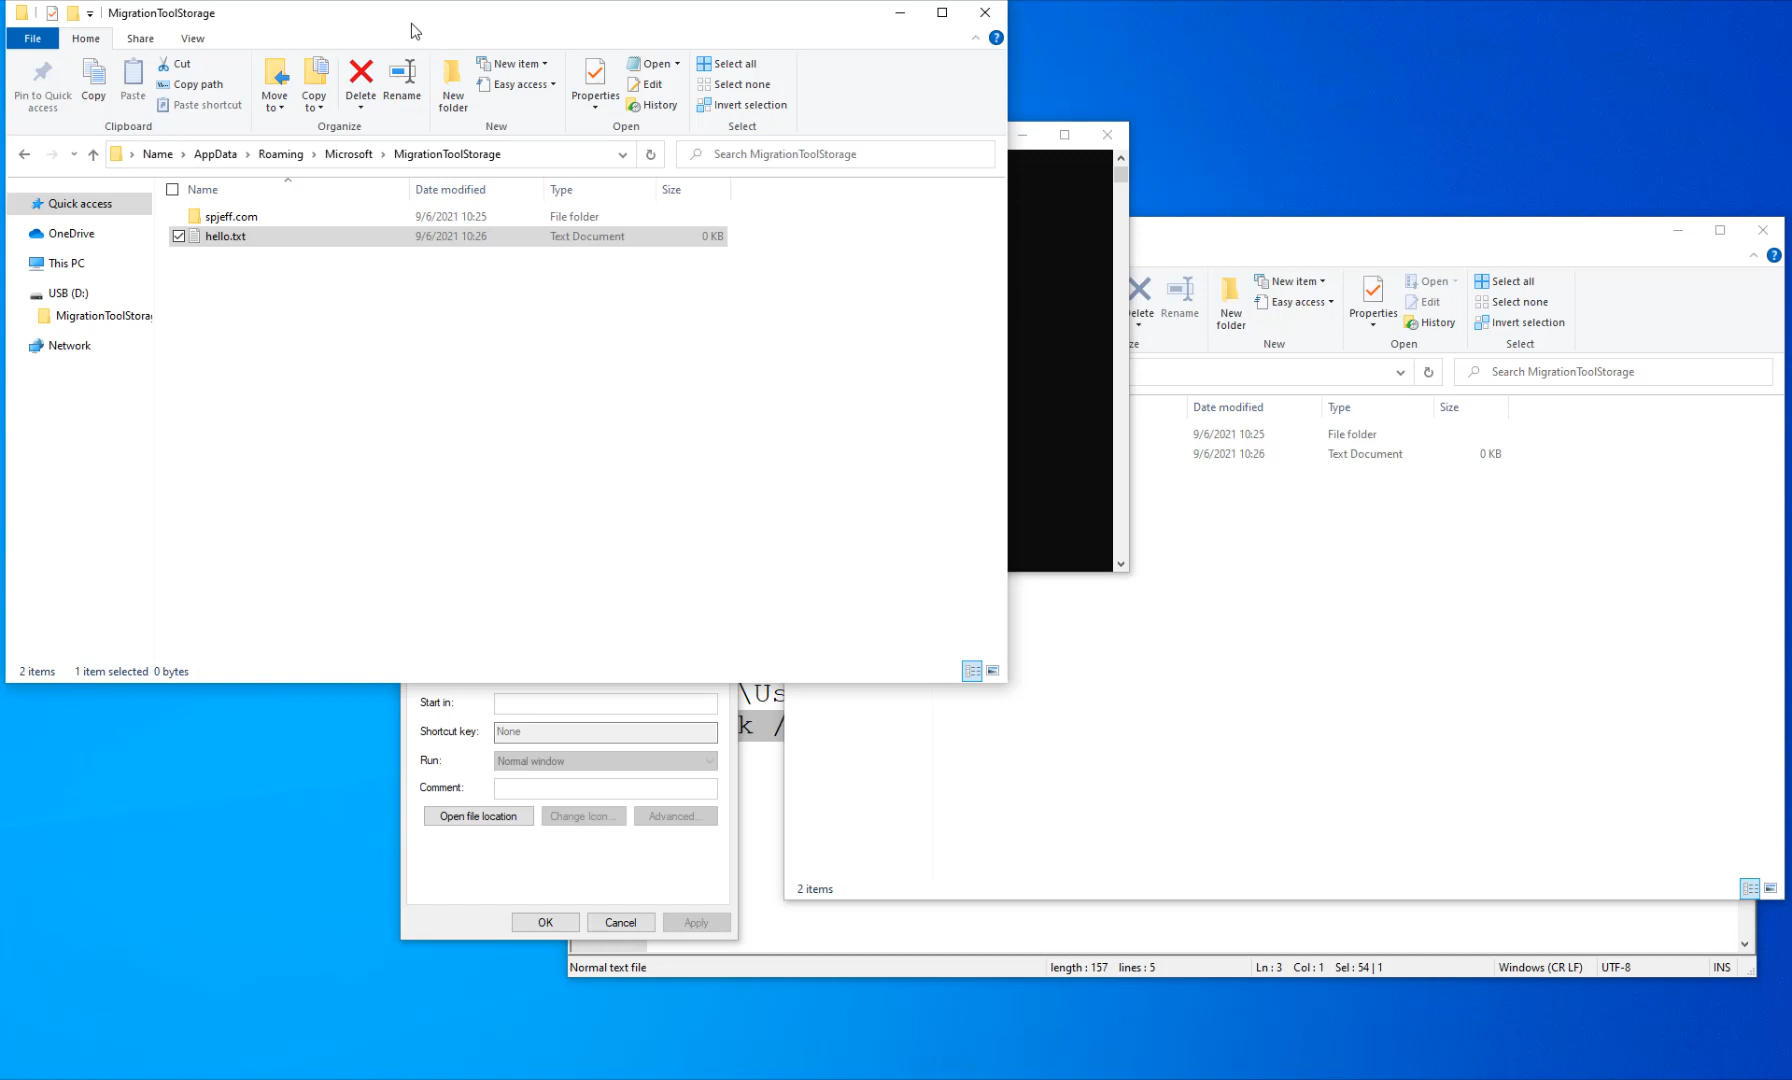 MigrationToolStorage
File
Home
Share
View
Pin to Quick access
Copy
Paste
Cut
Copy path
Paste shortcut
Clipboard
Move to
Copy to
Delete
Rename
Organize
New folder
New item
Easy access
New
Properties
Open
Edit
History
Open
Select all
Select none
Invert selection
Select
Name
AppData
Roaming
Microsoft
MigrationToolStorage
Search MigrationToolStorage
Name
Date modified
Type
Size
spjeff.com
9/6/2021 10:25
File folder
hello.txt
9/6/2021 10:26
Text Document
0 KB
Quick access
OneDrive
This PC
USB (D:)
MigrationToolStora
Network
2 items
1 item selected 0 bytes
elete
Rename
ze
New folder
New item
Easy access
New
Properties
Open
Edit
History
Open
Select all
Select none
Invert selection
Select
Search MigrationToolStorage
Date modified
Type
Size
9/6/2021 10:25
File folder
9/6/2021 10:26
Text Document
0 KB
2 items
Start in:
Shortcut key:
None
Run:
Normal window
Comment:
Open file location
Change Icon...
Advanced...
OK
Cancel
Apply
\Us
k /
Normal text file
length : 157 lines : 5
Ln : 3 Col : 1 Sel : 54 | 1
Windows (CR LF)
UTF-8
INS